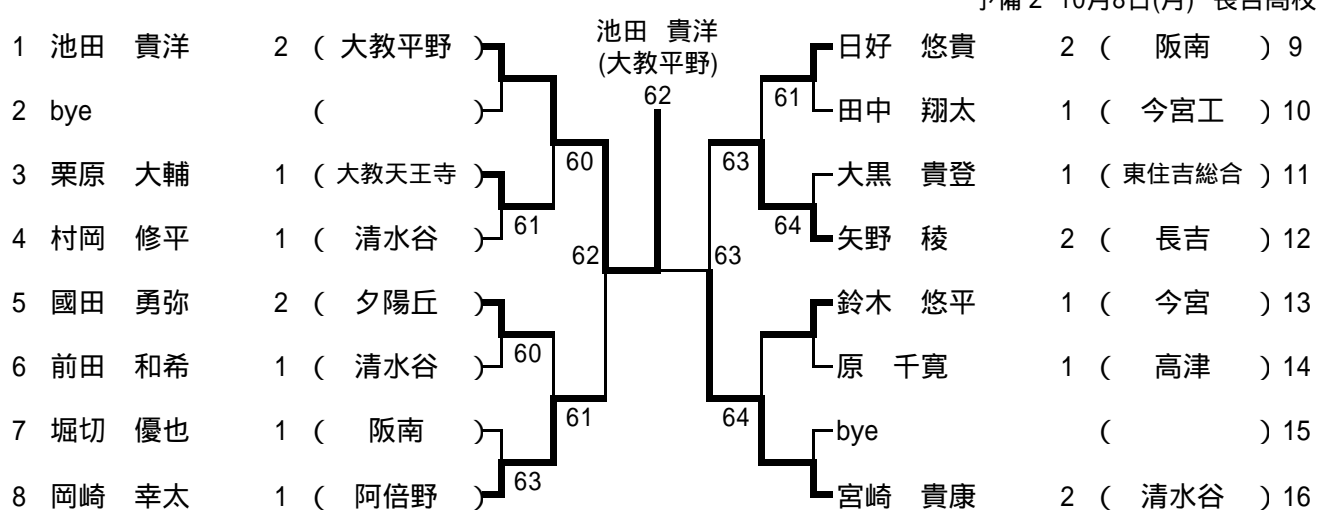 10月8日(月) 長吉高校
池田 貴洋
(大教平野)
62
1 池田 貴洋 2 ( 大教平野 )
2 bye ( )
3 栗原 大輔 1 ( 大教天王寺 )
4 村岡 修平 1 ( 清水谷 )
5 國田 勇弥 2 ( 夕陽丘 )
6 前田 和希 1 ( 清水谷 )
7 堀切 優也 1 ( 阪南 )
8 岡崎 幸太 1 ( 阿倍野 )
60
61
62
60
61
63
日好 悠貴 2 ( 阪南 ) 9
田中 翔太 1 ( 今宮工 ) 10
大黒 貴登 1 ( 東住吉総合 ) 11
矢野 稜 2 ( 長吉 ) 12
鈴木 悠平 1 ( 今宮 ) 13
原 千寛 1 ( 高津 ) 14
bye ( ) 15
宮崎 貴康 2 ( 清水谷 ) 16
61
63
64
63
64